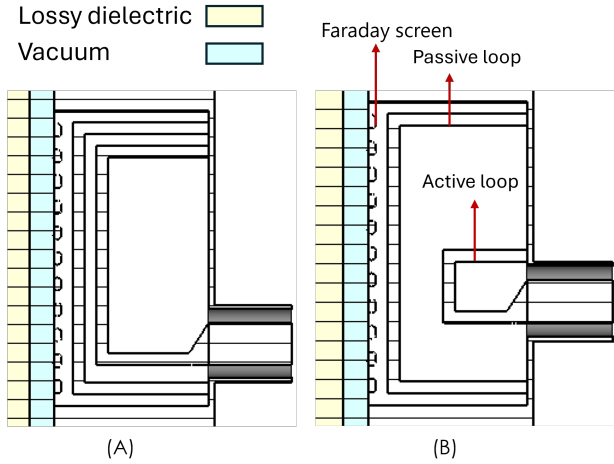 Lossy dielectric
Vacuum
Faraday screen
Passive loop
Active loop
(A)
(B)